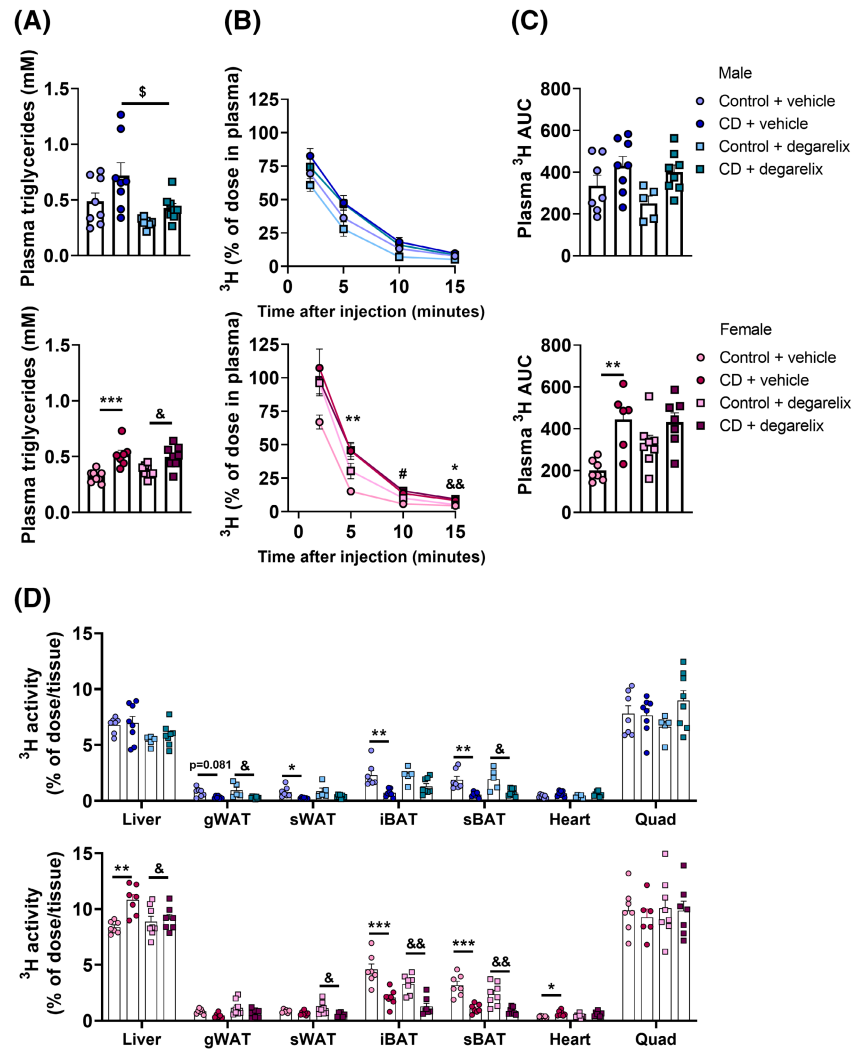 (A)
(B)
(C)
Plasma triglycerides (mM)
1.5
1.0
0.5
0.0
$
³H (% of dose in plasma)
125
100
75
50
25
0
0
5
10
15
Time after injection (minutes)
Plasma ³H AUC
800
600
400
200
0
Male
Control + vehicle
CD + vehicle
Control + degarelix
CD + degarelix
Plasma triglycerides (mM)
1.5
1.0
0.5
0.0
***
&
³H (% of dose in plasma)
125
100
75
50
25
0
**
#
*
&&
0
5
10
15
Time after injection (minutes)
Plasma ³H AUC
800
600
400
200
0
**
Female
Control + vehicle
CD + vehicle
Control + degarelix
CD + degarelix
(D)
³H activity
(% of dose/tissue)
15
10
5
0
p=0.081
&
*
**
**
&
Liver
gWAT
sWAT
iBAT
sBAT
Heart
Quad
³H activity
(% of dose/tissue)
15
10
5
0
**
&
&
***
&&
***
&&
*
Liver
gWAT
sWAT
iBAT
sBAT
Heart
Quad